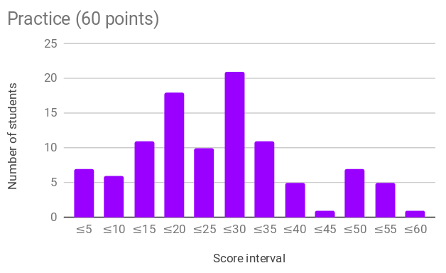 Practice (60 points)
25
20
15
10
5
0
≤5 ≤10 ≤15 ≤20 ≤25 ≤30 ≤35 ≤40 ≤45 ≤50 ≤55 ≤60
Number of students
Score interval